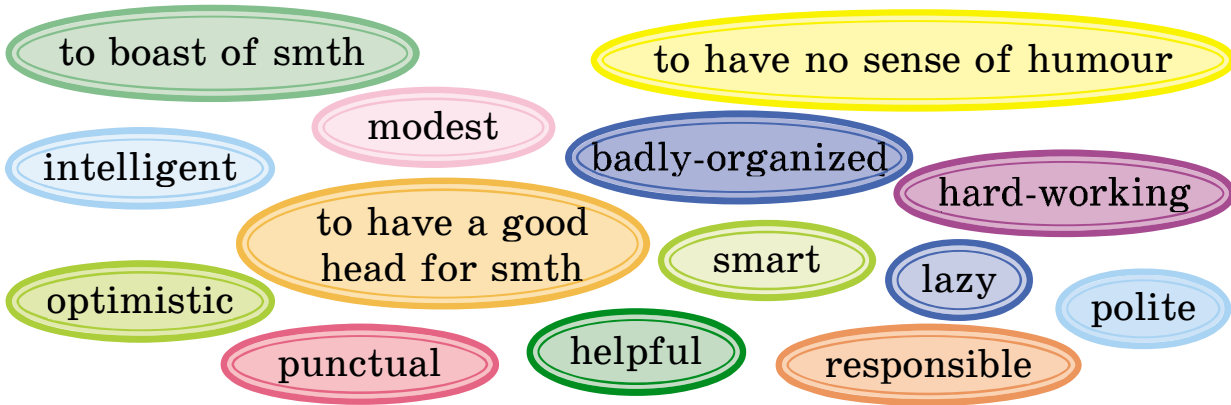 to boast of smth
to have no sense of humour
modest
intelligent
badly-organized
hard-working
to have a good
head for smth
smart
lazy
optimistic
polite
punctual
helpful
responsible